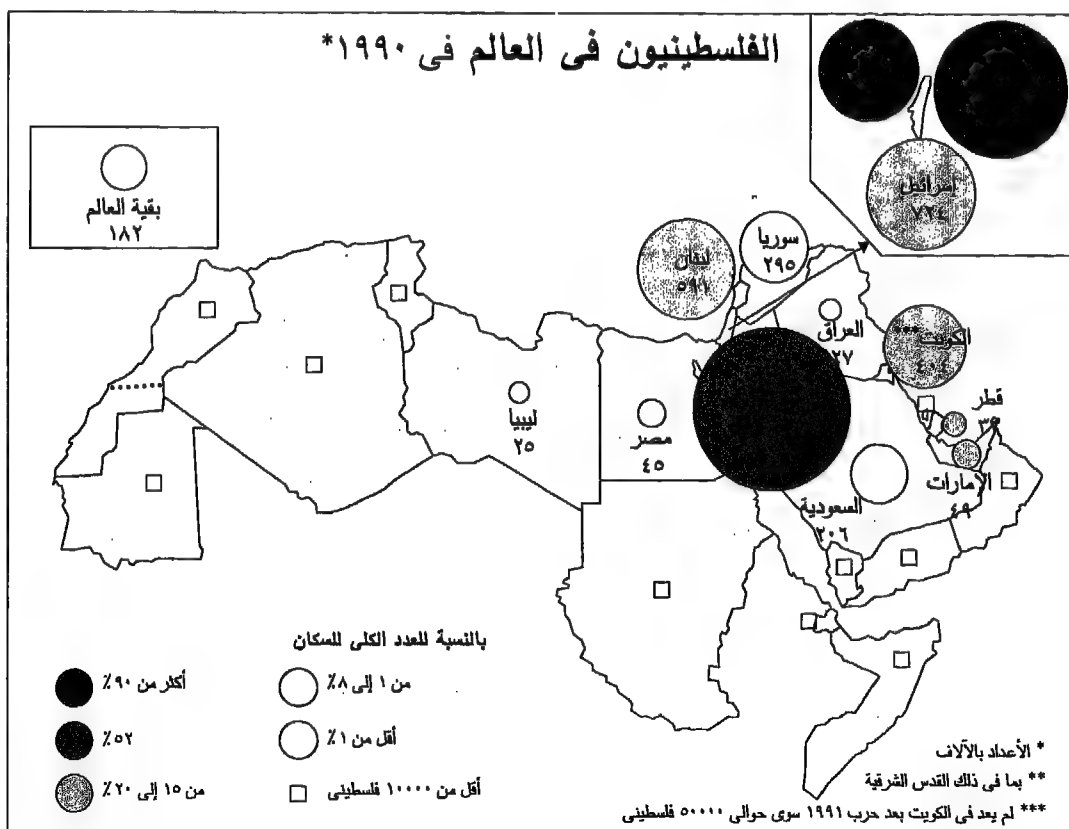 الفلسطينيون فى العالم فى ١٩٩٠*
إسرائيل
٧٢٤
بقية العالم
١٨٢
سوريا
٢٩٥
لبنان
٥٩١
العراق
٢٧
الكويت***
قطر
ليبيا
٢٥
مصر
٤٥
الإمارات
٤٩
السعودية
٢٠٦
بالنسبة للعدد الكلى للسكان
أكثر من ٩٠٪
٥٢٪
من ١٥ إلى ٢٠٪
من ١ إلى ٨٪
أقل من ١٪
أقل من ١٠٠٠٠ فلسطينى
* الأعداد بالآلاف
** بما فى ذلك القدس الشرقية
*** لم يعد فى الكويت بعد حرب ١٩٩١ سوى حوالى ٥٠٠٠٠ فلسطينى